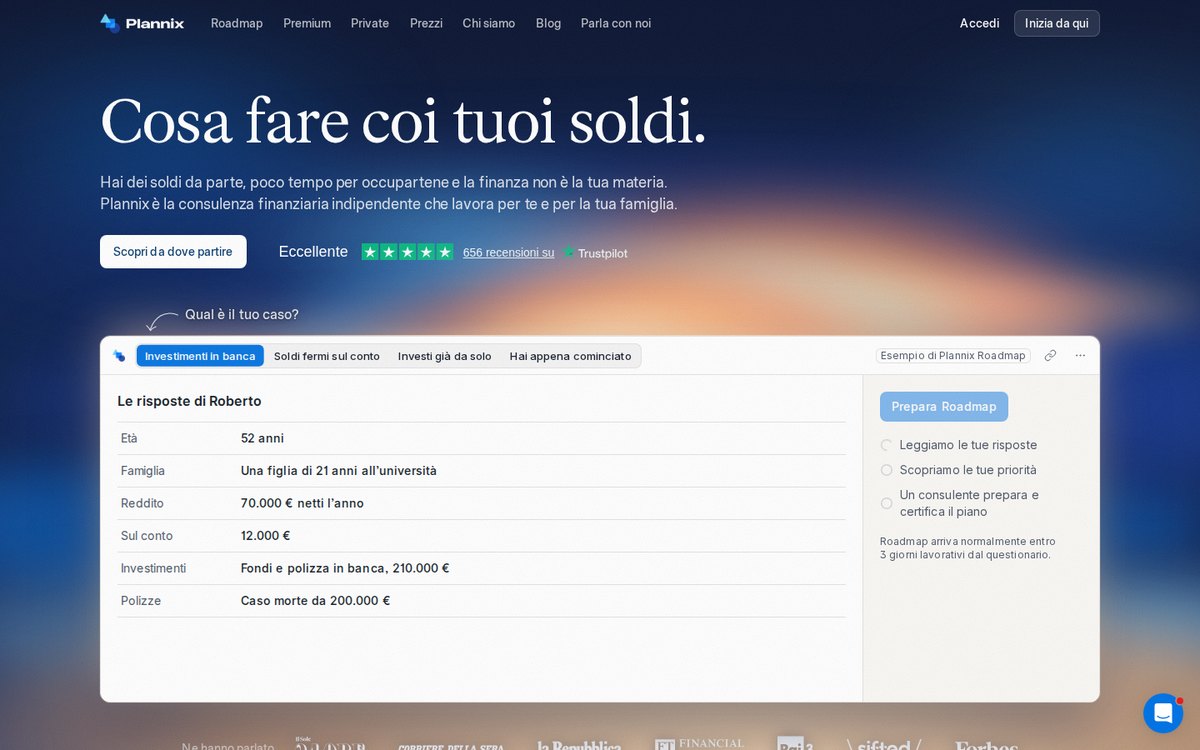 Plannix
Roadmap
Premium
Private
Prezzi
Chi siamo
Blog
Parla con noi
Accedi
Inizia da qui
Cosa fare coi tuoi soldi.
Hai dei soldi da parte, poco tempo per occupartene e la finanza non è la tua materia.
Plannix è la consulenza finanziaria indipendente che lavora per te e per la tua famiglia.
Scopri da dove partire
Eccellente
656 recensioni su
Trustpilot
Qual è il tuo caso?
Investimenti in banca
Soldi fermi sul conto
Investi già da solo
Hai appena cominciato
Esempio di Plannix Roadmap
Le risposte di Roberto
Età
52 anni
Famiglia
Una figlia di 21 anni all'università
Reddito
70.000 € netti l'anno
Sul conto
12.000 €
Investimenti
Fondi e polizza in banca, 210.000 €
Polizze
Caso morte da 200.000 €
Prepara Roadmap
Leggiamo le tue risposte
Scopriamo le tue priorità
Un consulente prepara e
certifica il piano
Roadmap arriva normalmente entro
3 giorni lavorativi dal questionario.
Ne hanno parlato
Il Sole
CORRIERE DELLA SERA
la Repubblica
FT FINANCIAL
Rai 3
sifted/
Forbes